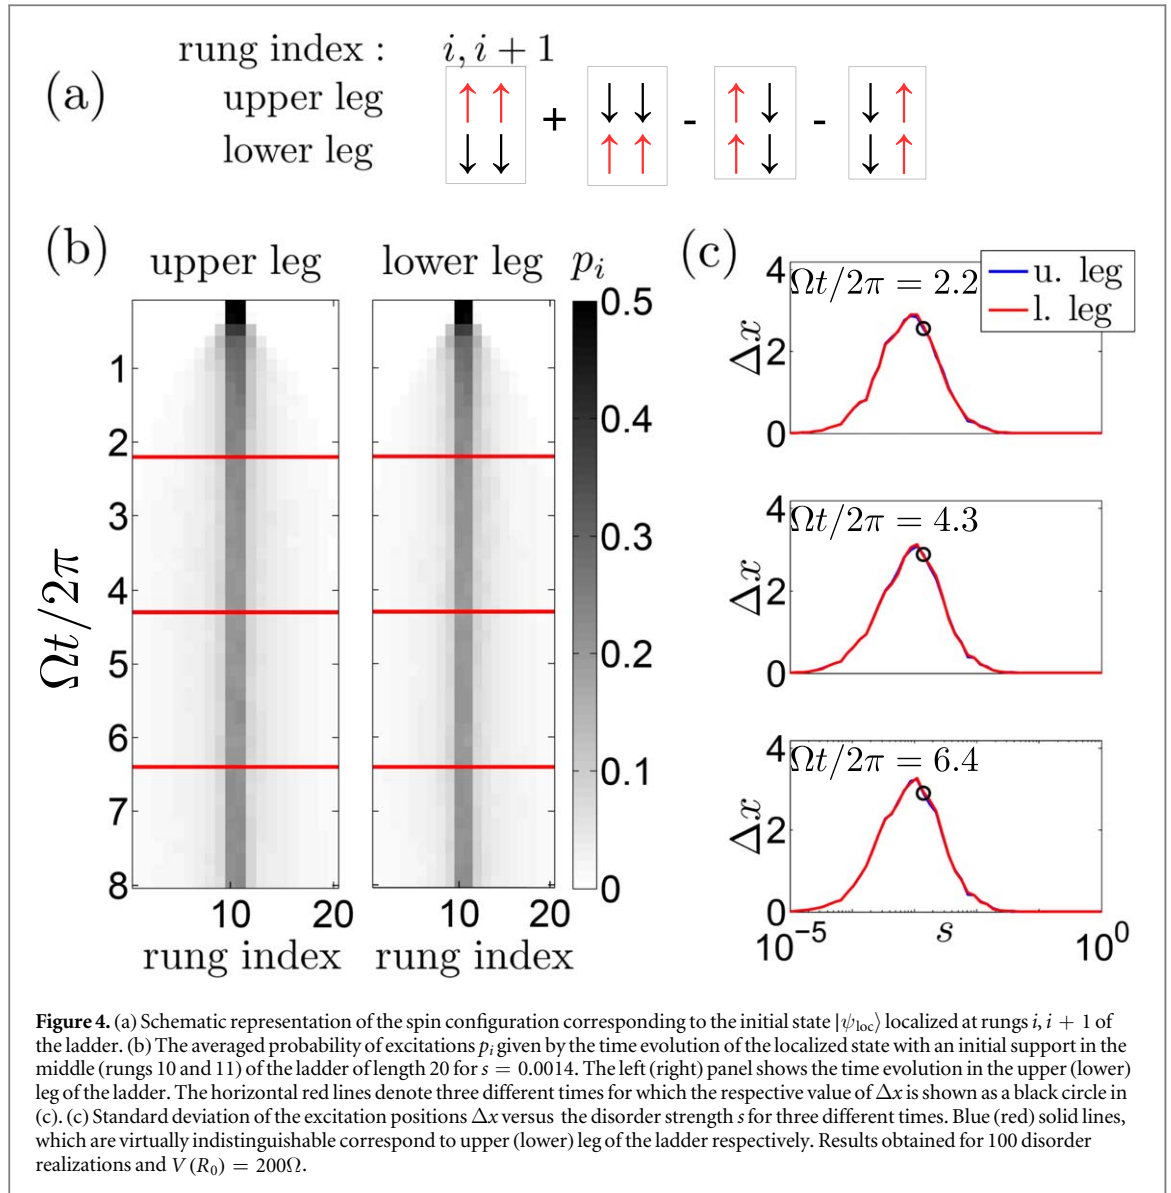 rung index : i, i + 1
(a)
upper leg
lower leg
+ - -
(b) upper leg lower leg p_i
0.5
0.4
0.3
0.2
0.1
0
Ωt/2π
1
2
3
4
5
6
7
8
10 20 10 20
rung index rung index
(c)
u. leg
l. leg
Ωt/2π = 2.2
Δx
4
2
0
Ωt/2π = 4.3
Δx
4
2
0
Ωt/2π = 6.4
Δx
4
2
0
10^−5 s 10^0
Figure 4. (a) Schematic representation of the spin configuration corresponding to the initial state |ψ_loc⟩ localized at rungs i, i + 1 of
the ladder. (b) The averaged probability of excitations p_i given by the time evolution of the localized state with an initial support in the
middle (rungs 10 and 11) of the ladder of length 20 for s = 0.0014. The left (right) panel shows the time evolution in the upper (lower)
leg of the ladder. The horizontal red lines denote three different times for which the respective value of Δx is shown as a black circle in
(c). (c) Standard deviation of the excitation positions Δx versus the disorder strength s for three different times. Blue (red) solid lines,
which are virtually indistinguishable correspond to upper (lower) leg of the ladder respectively. Results obtained for 100 disorder
realizations and V (R_0) = 200Ω.